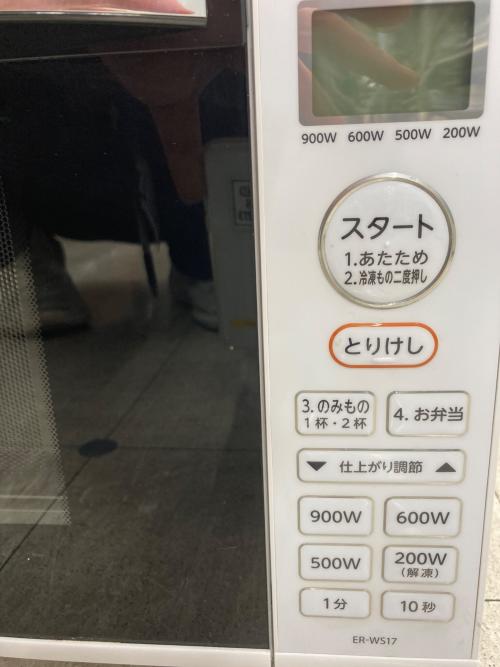 900W 600W 500W 200W
スタート
1.あたため
2.冷凍もの二度押し
とりけし
3.のみもの
1杯・2杯
4.お弁当
▼ 仕上がり調節 ▲
900W 600W
500W 200W
(解凍)
1分 10秒
ER-WS17